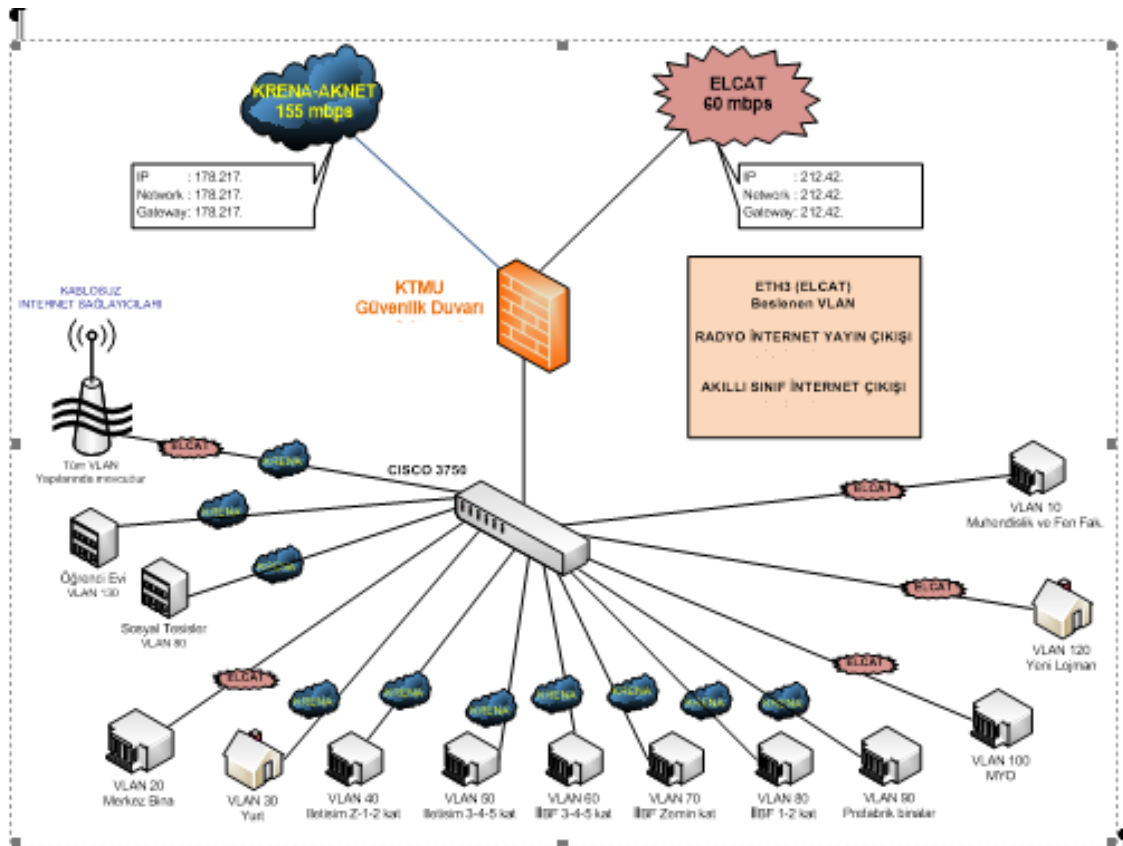 KRENA-AKNET
155 mbps
ELCAT
60 mbps
IP : 178.217.
Network : 178.217.
Gateway: 178.217.
IP : 212.42.
Network : 212.42.
Gateway: 212.42.
KTMU
Güvenlik Duvarı
ETH3 (ELCAT)
Beslenen VLAN
RADYO İNTERNET YAYIN ÇIKIŞI
AKILLI SINIF İNTERNET ÇIKIŞI
KABLOSUZ
INTERNET SAĞLAYICILARI
Tüm VLAN
Yapılarında mevcudur
ELCAT
KRENA
CISCO 3750
ELCAT
VLAN 10
Muhendislik ve Fen Fak.
KRENA
Öğrenci Evi
VLAN 130
KRENA
Sosyal Tesisler
VLAN 80
ELCAT
VLAN 120
Yeni Lojman
ELCAT
VLAN 100
MYO
ELCAT
VLAN 20
Merkez Bina
KRENA
VLAN 30
Yurt
KRENA
VLAN 40
Iletisim Z-1-2 kat
KRENA
VLAN 50
Iletisim 3-4-5 kat
KRENA
VLAN 60
İİBF 3-4-5 kat
KRENA
VLAN 70
İİBF Zemin kat
KRENA
VLAN 80
İİBF 1-2 kat
KRENA
VLAN 90
Prefabrik binalar